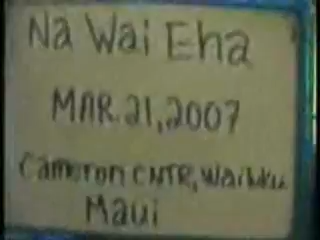 Na Wai Eha
MAR. 21, 2007
Cameron CNTR, Wailuku
Maui